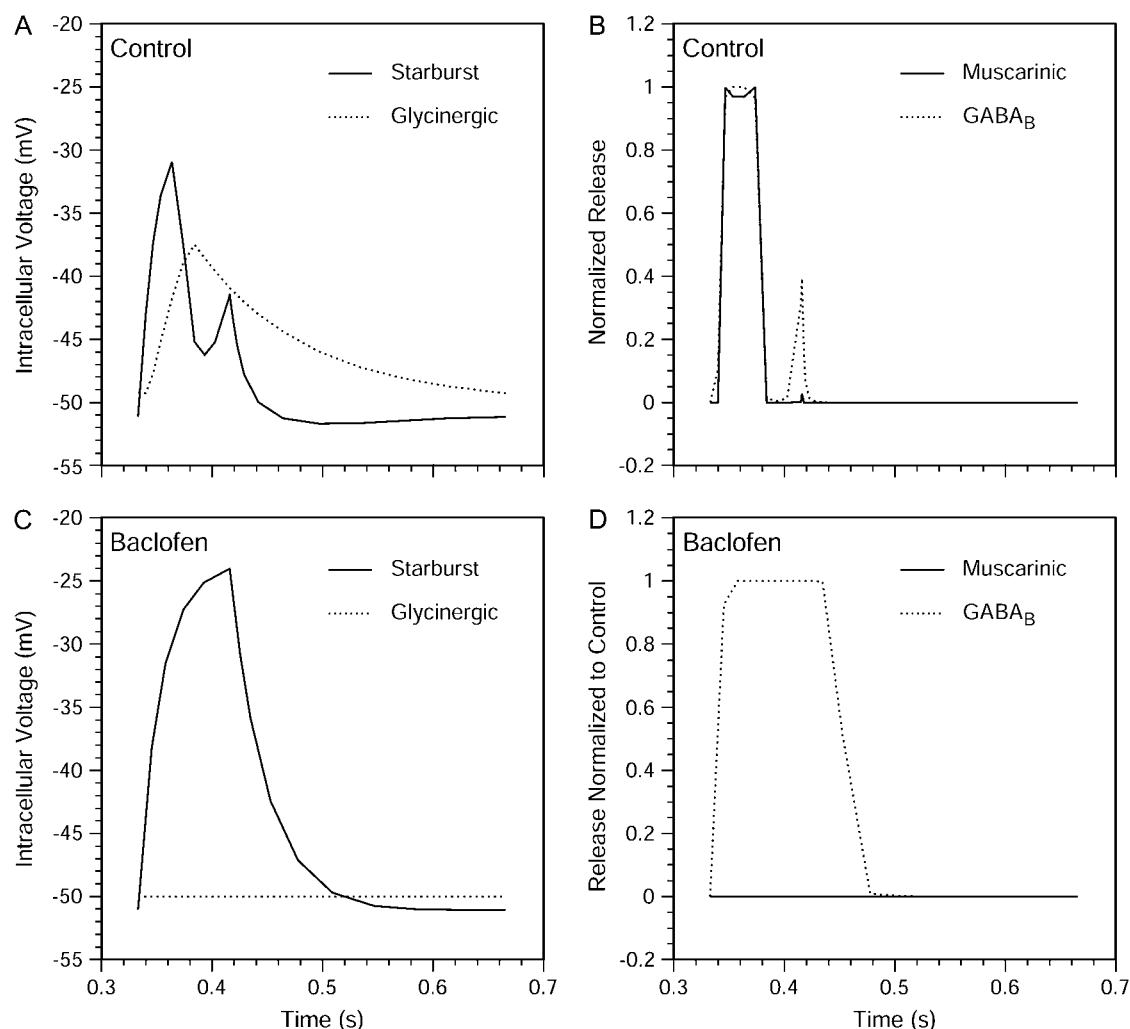 A
Control
Starburst
Glycinergic
Intracellular Voltage (mV)
-20
-25
-30
-35
-40
-45
-50
-55
B
Control
Muscarinic
GABAB
Normalized Release
1.2
1
0.8
0.6
0.4
0.2
0
-0.2
C
Baclofen
Starburst
Glycinergic
Intracellular Voltage (mV)
-20
-25
-30
-35
-40
-45
-50
-55
0.3 0.4 0.5 0.6 0.7
Time (s)
D
Baclofen
Muscarinic
GABAB
Release Normalized to Control
1.2
1
0.8
0.6
0.4
0.2
0
-0.2
0.3 0.4 0.5 0.6 0.7
Time (s)